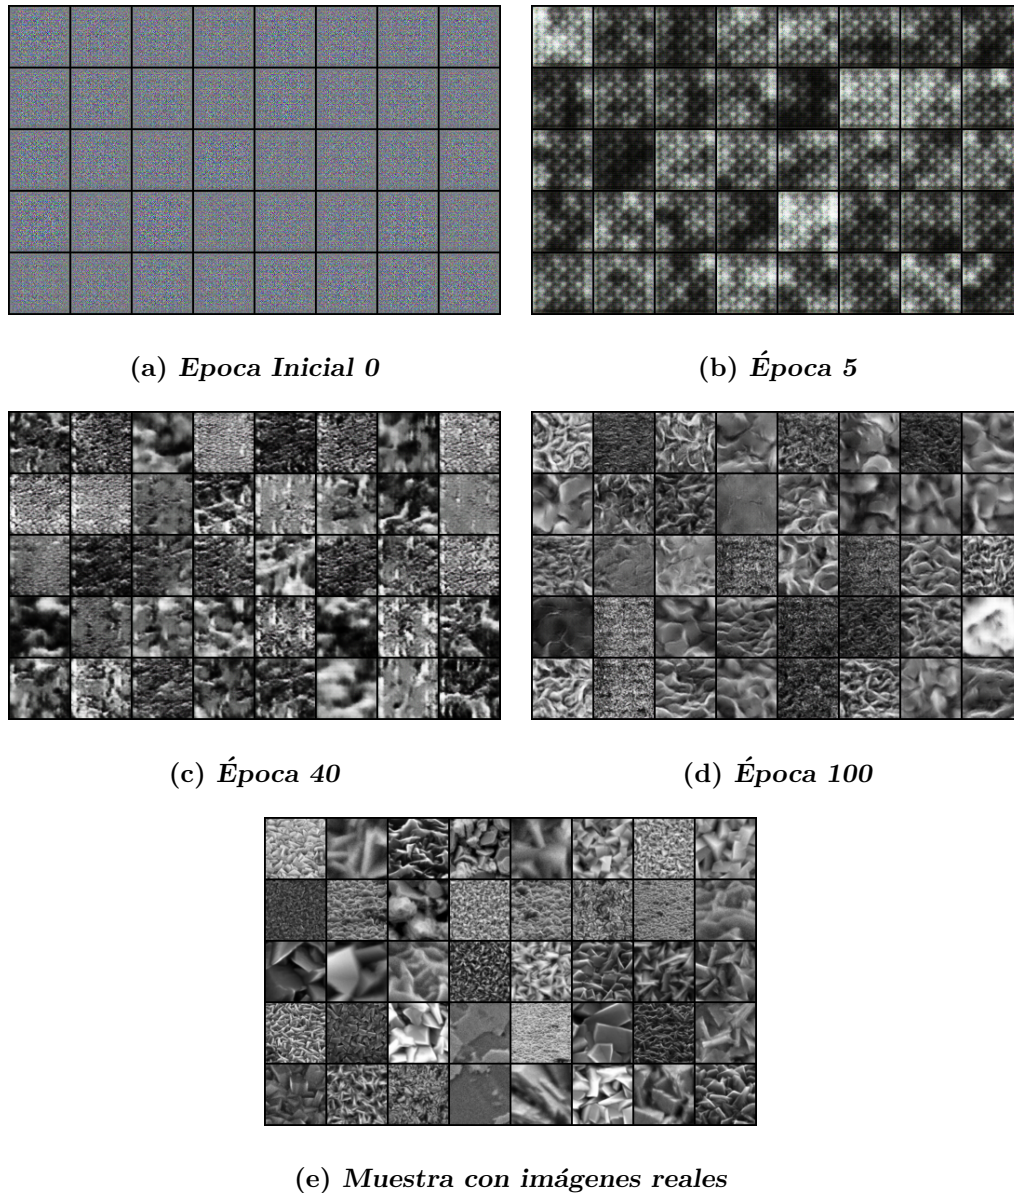 (a) Epoca Inicial 0
(b) Época 5
(c) Época 40
(d) Época 100
(e) Muestra con imágenes reales